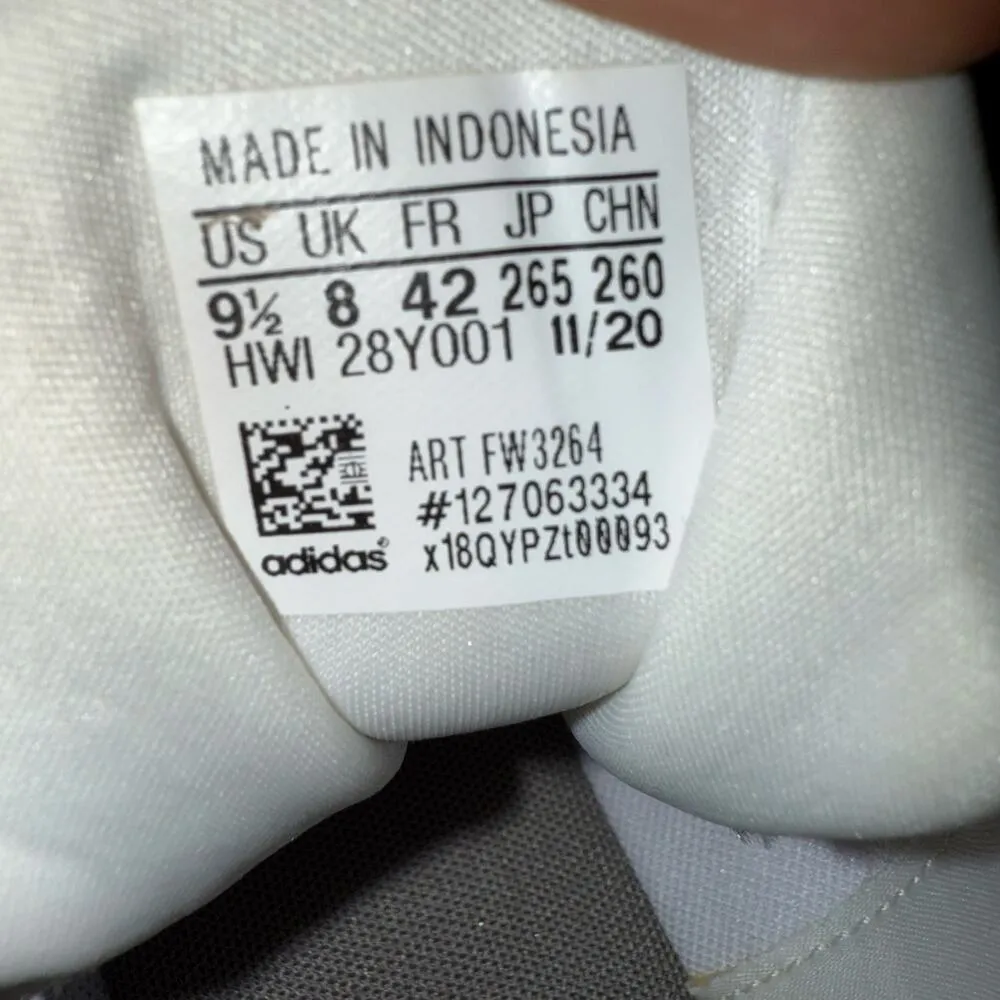 MADE IN INDONESIA
US UK FR JP CHN
9½ 8 42 265 260
HWI 28Y001 11/20
ART FW3264
#127063334
x18QYPZt00093
adidas